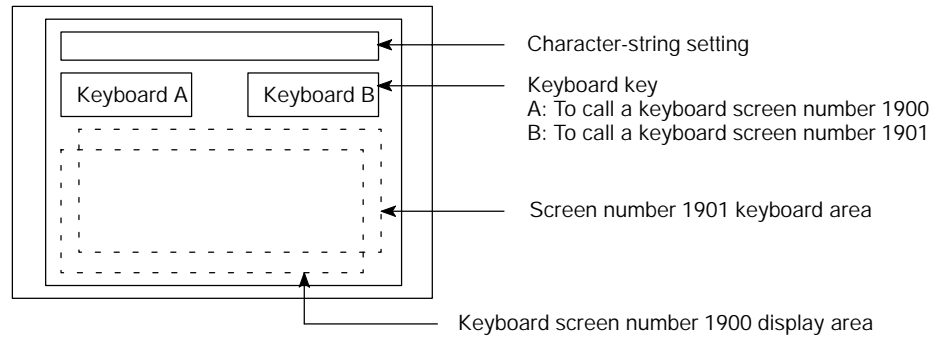 Character-string setting
Keyboard A
Keyboard B
Keyboard key
A: To call a keyboard screen number 1900
B: To call a keyboard screen number 1901
Screen number 1901 keyboard area
Keyboard screen number 1900 display area